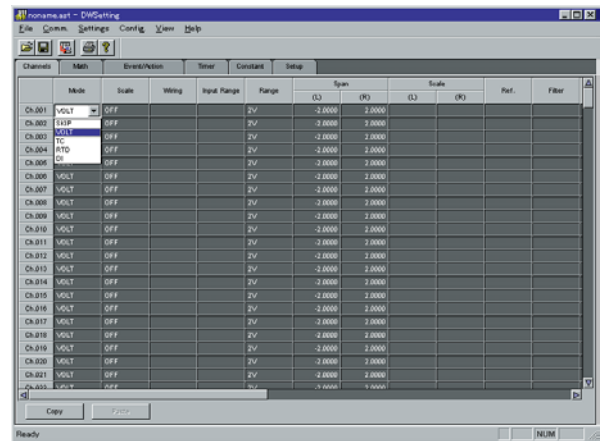 noname.ast - DWSetting
File Comm. Settings Config View Help
Channels Math Event/Action Timer Constant Setup
Mode Scale Wiring Input Range Range Span Scale Ref. Filter
(L) (R) (L) (R)
Ch.001 VOLT OFF 2V -2.0000 2.0000
Ch.002 SKIP OFF 2V -2.0000 2.0000
VOLT
Ch.003 OFF 2V -2.0000 2.0000
TC
Ch.004 RTD OFF 2V -2.0000 2.0000
DI
Ch.005 OFF 2V -2.0000 2.0000
Ch.006 VOLT OFF 2V -2.0000 2.0000
Ch.007 VOLT OFF 2V -2.0000 2.0000
Ch.008 VOLT OFF 2V -2.0000 2.0000
Ch.009 VOLT OFF 2V -2.0000 2.0000
Ch.010 VOLT OFF 2V -2.0000 2.0000
Ch.011 VOLT OFF 2V -2.0000 2.0000
Ch.012 VOLT OFF 2V -2.0000 2.0000
Ch.013 VOLT OFF 2V -2.0000 2.0000
Ch.014 VOLT OFF 2V -2.0000 2.0000
Ch.015 VOLT OFF 2V -2.0000 2.0000
Ch.016 VOLT OFF 2V -2.0000 2.0000
Ch.017 VOLT OFF 2V -2.0000 2.0000
Ch.018 VOLT OFF 2V -2.0000 2.0000
Ch.019 VOLT OFF 2V -2.0000 2.0000
Ch.020 VOLT OFF 2V -2.0000 2.0000
Ch.021 VOLT OFF 2V -2.0000 2.0000
Ch.022 VOLT OFF 2V -2.0000 2.0000
Copy Paste
Ready NUM